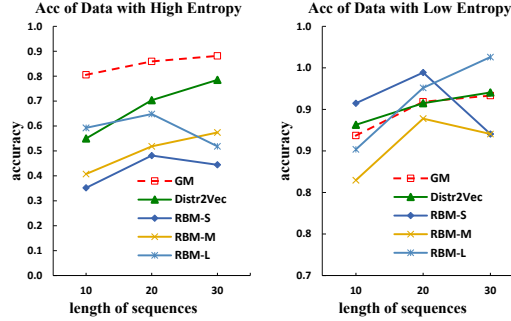 Acc of Data with High Entropy
1.0
0.9
0.8
0.7
0.6
0.5
0.4
0.3
0.2
0.1
0.0
accuracy
GM
Distr2Vec
RBM-S
RBM-M
RBM-L
10 20 30
length of sequences
Acc of Data with Low Entropy
1.0
1.0
0.9
0.9
0.8
0.8
0.7
accuracy
GM
Distr2Vec
RBM-S
RBM-M
RBM-L
10 20 30
length of sequences